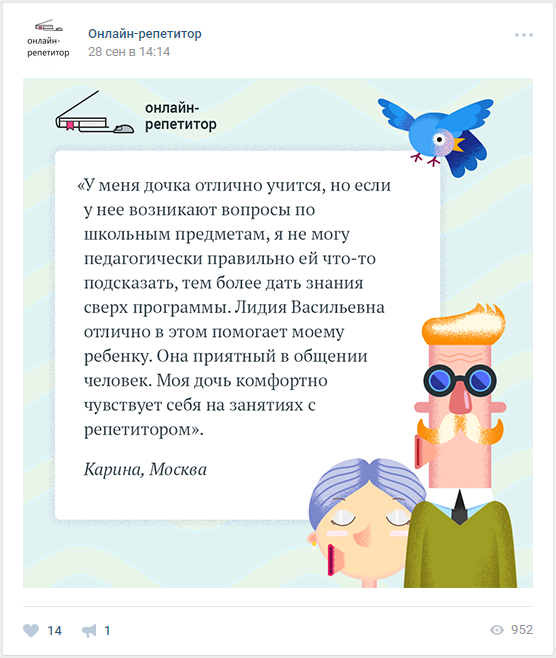 онлайн-
репетитор
Онлайн-репетитор
28 сен в 14:14
онлайн-
репетитор
«У меня дочка отлично учится, но если
у нее возникают вопросы по
школьным предметам, я не могу
педагогически правильно ей что-то
подсказать, тем более дать знания
сверх программы. Лидия Васильевна
отлично в этом помогает моему
ребенку. Она приятный в общении
человек. Моя дочь комфортно
чувствует себя на занятиях с
репетитором».
Карина, Москва
14
1
952